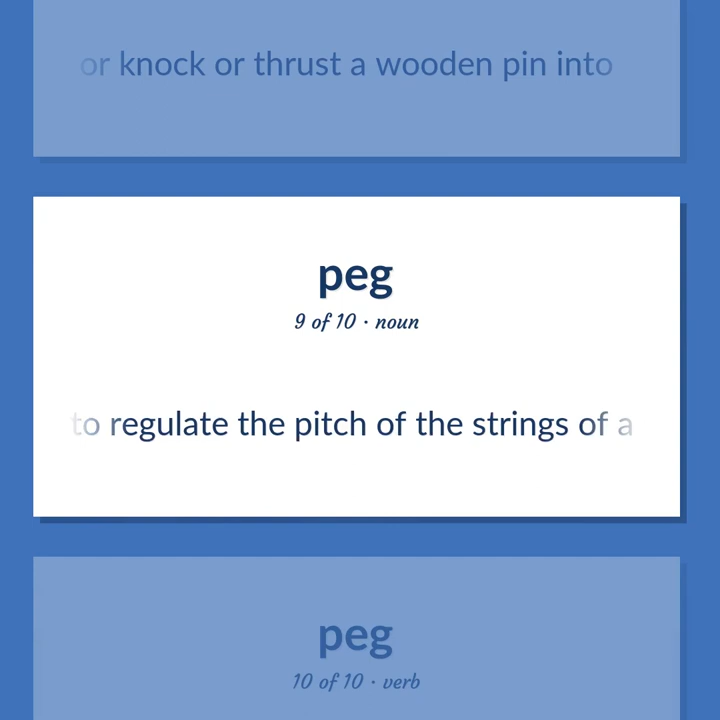 or knock or thrust a wooden pin into
peg
9 of 10 · noun
to regulate the pitch of the strings of a
peg
10 of 10 · verb